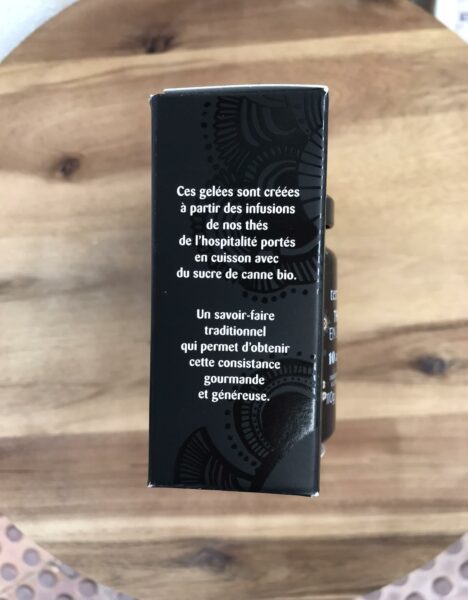 Ces gelées sont créées
à partir des infusions
de nos thés
de l'hospitalité portés
en cuisson avec
du sucre de canne bio.
Un savoir-faire
traditionnel
qui permet d'obtenir
cette consistance
gourmande
et généreuse.